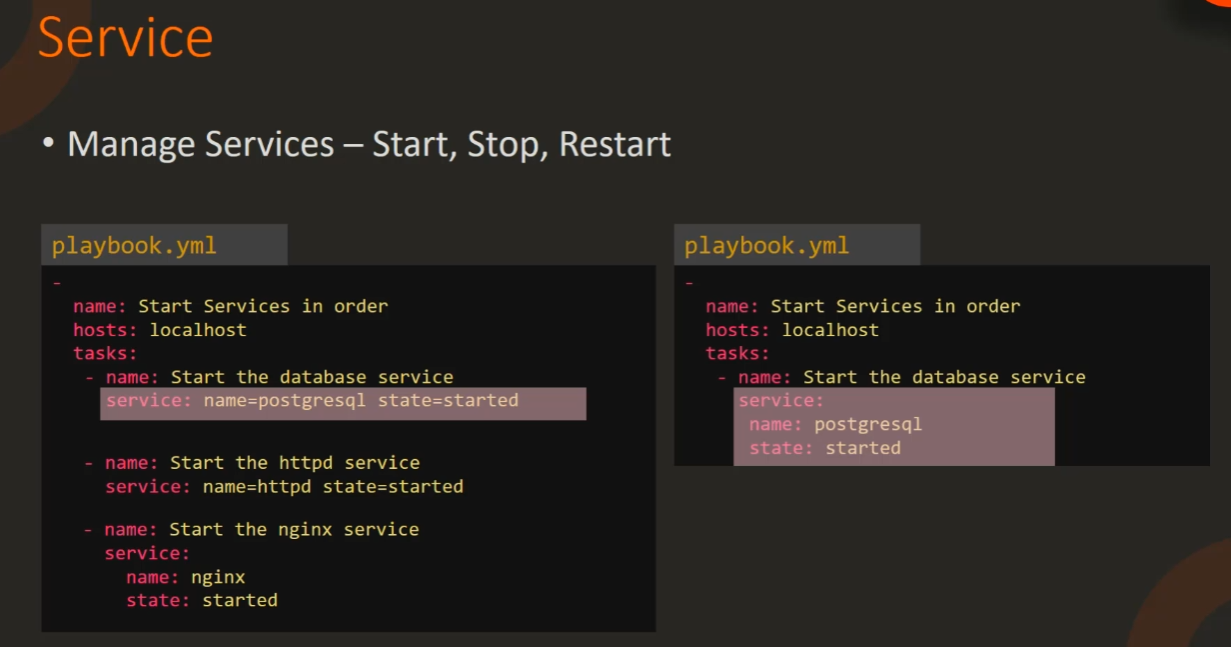 Service
• Manage Services – Start, Stop, Restart
playbook.yml
-
name: Start Services in order
hosts: localhost
tasks:
- name: Start the database service
service: name=postgresql state=started
- name: Start the httpd service
service: name=httpd state=started
- name: Start the nginx service
service:
name: nginx
state: started
playbook.yml
-
name: Start Services in order
hosts: localhost
tasks:
- name: Start the database service
service:
name: postgresql
state: started